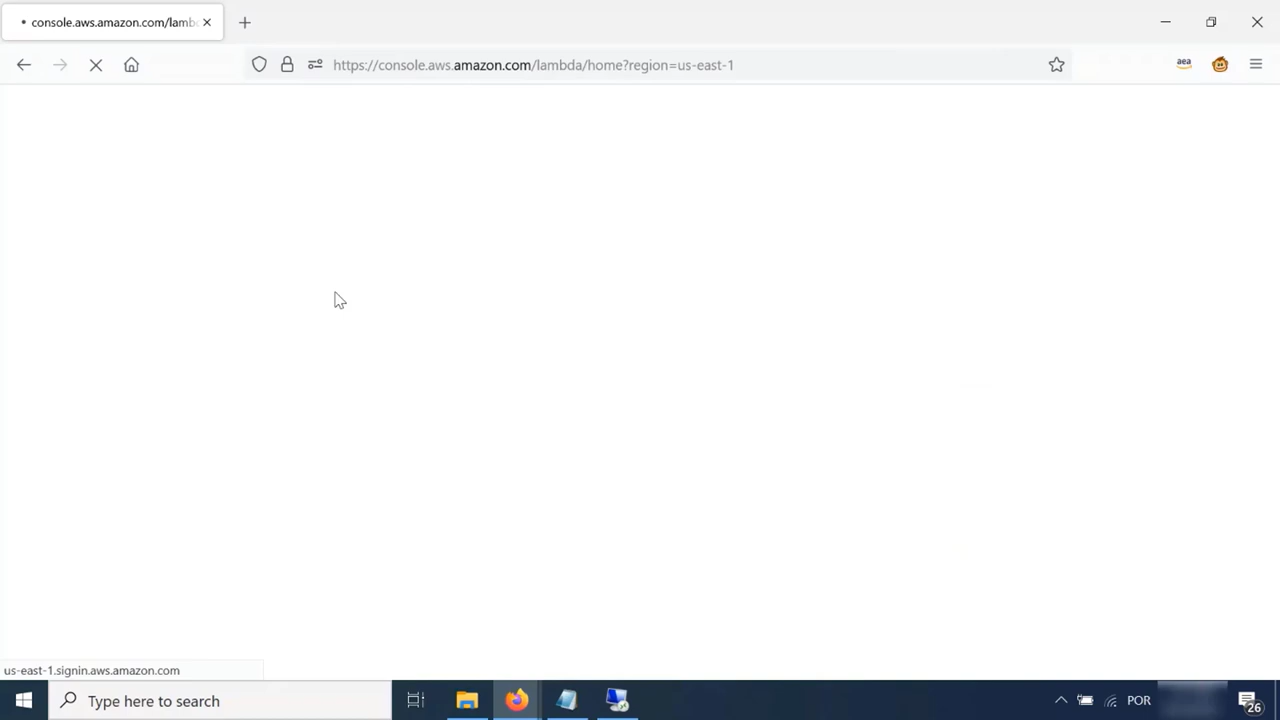 console.aws.amazon.com/lamb
https://console.aws.amazon.com/lambda/home?region=us-east-1
aea
us-east-1.signin.aws.amazon.com
Type here to search
POR
26